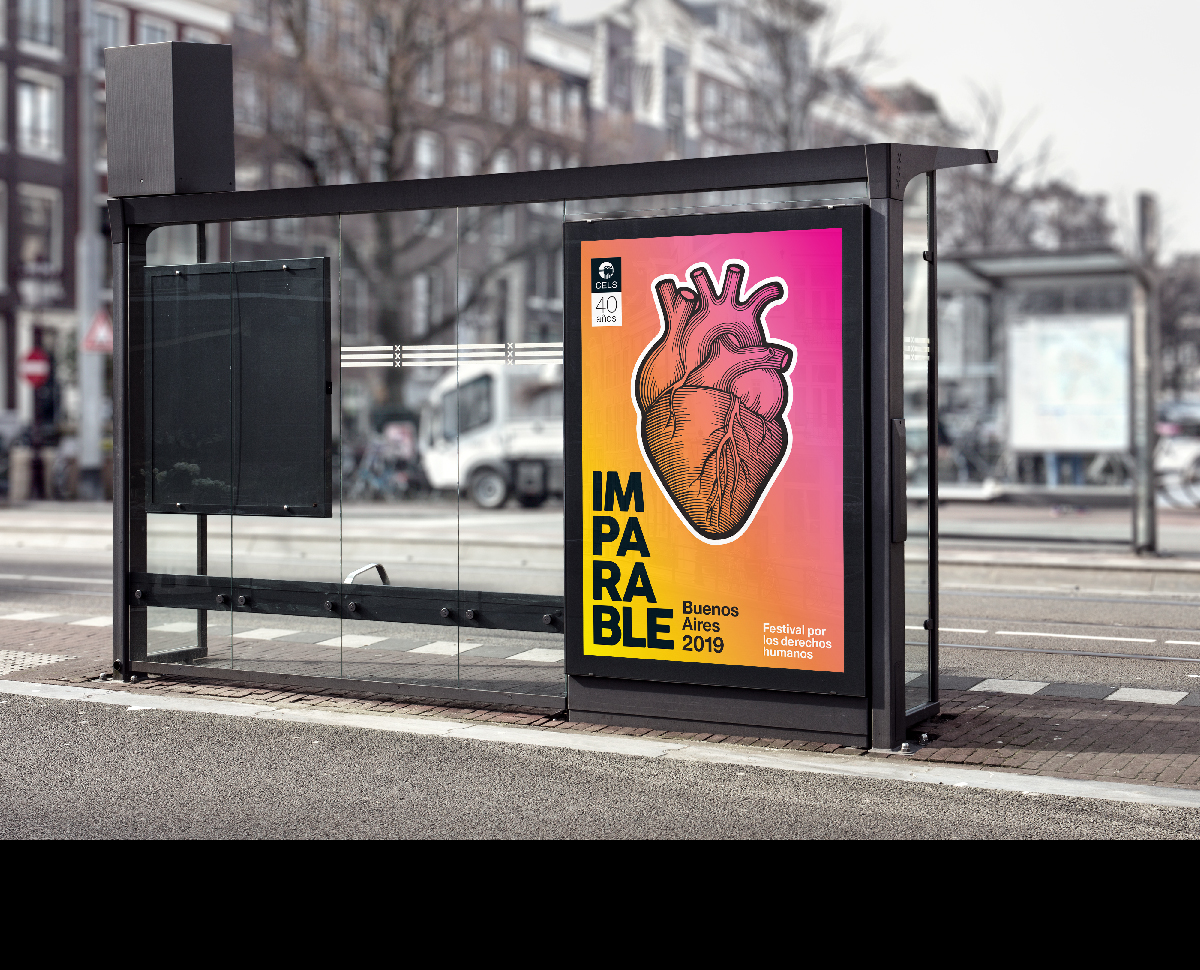 CELS
40
años
IM
PA
RA
BLE
Buenos
Aires
2019
Festival por
los derechos
humanos